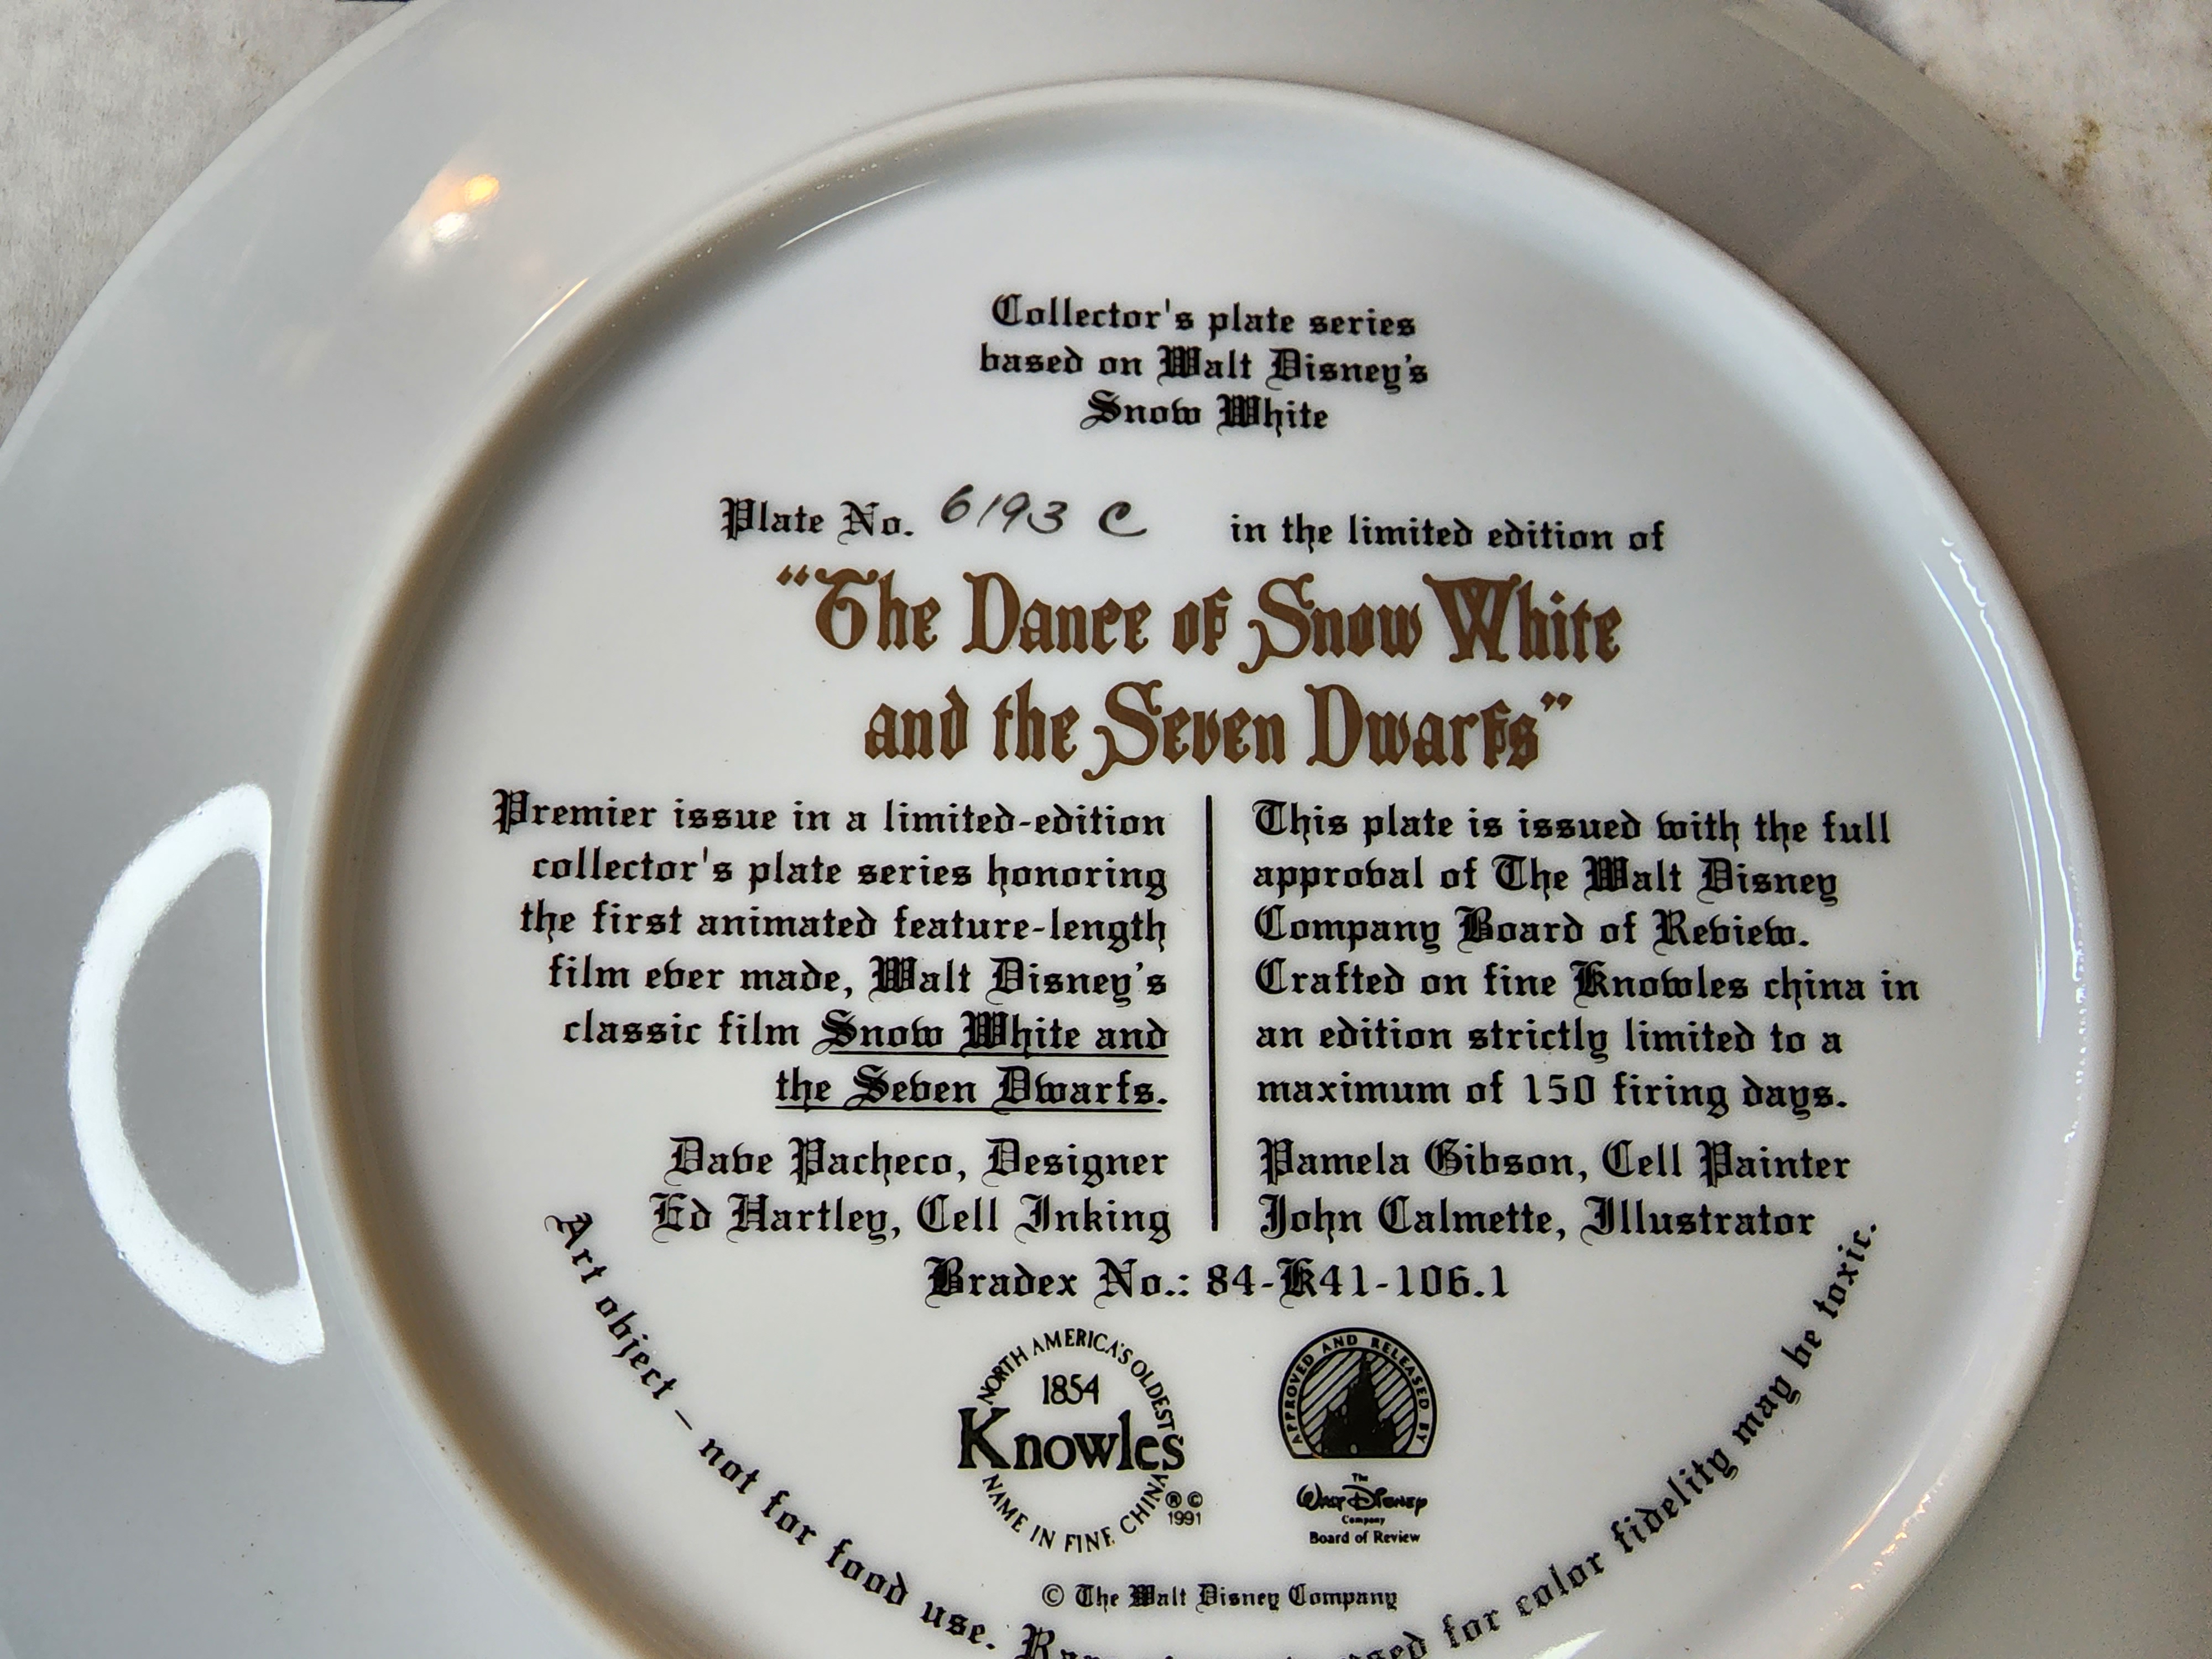 Collector's plate series
based on Walt Disney's
Snow White
Plate No. 6193 C in the limited edition of
“The Dance of Snow White
and the Seven Dwarfs”
Premier issue in a limited-edition
collector's plate series honoring
the first animated feature-length
film ever made, Walt Disney's
classic film Snow White and
the Seven Dwarfs.
Dave Pacheco, Designer
Ed Hartley, Cell Inking
This plate is issued with the full
approval of The Walt Disney
Company Board of Review.
Crafted on fine Knowles china in
an edition strictly limited to a
maximum of 150 firing days.
Pamela Gibson, Cell Painter
John Calmette, Illustrator
Bradex No.: 84-K41-106.1
NORTH AMERICA'S OLDEST
1854
Knowles
NAME IN FINE CHINA
® ©
1991
APPROVED AND RELEASED BY
The
Walt Disney
Company
Board of Review
© The Walt Disney Company
Art object – not for food use. for color fidelity may be toxic.